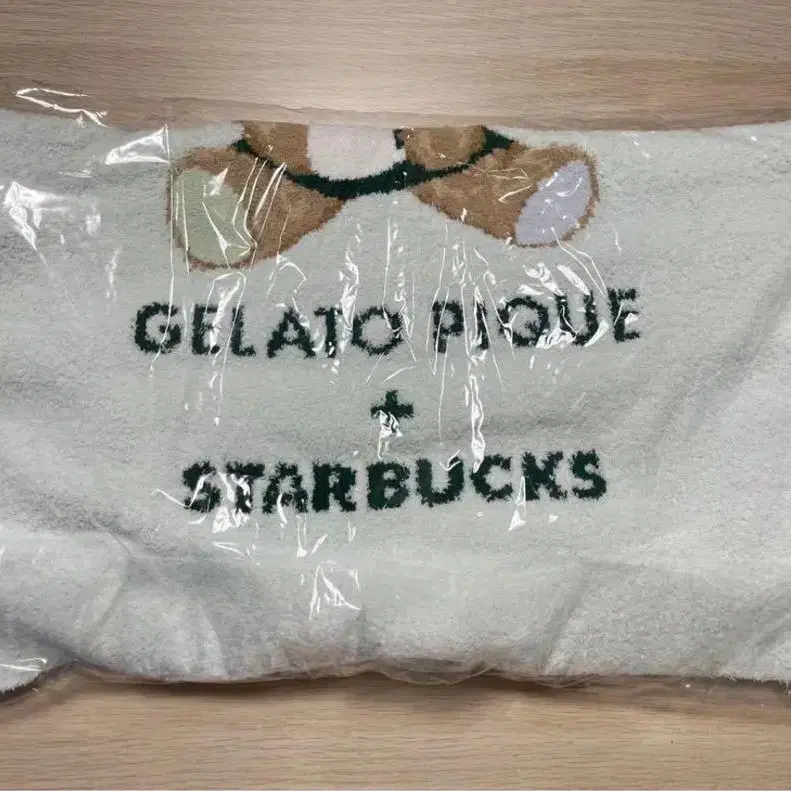 GELATO PIQUE
+
STARBUCKS